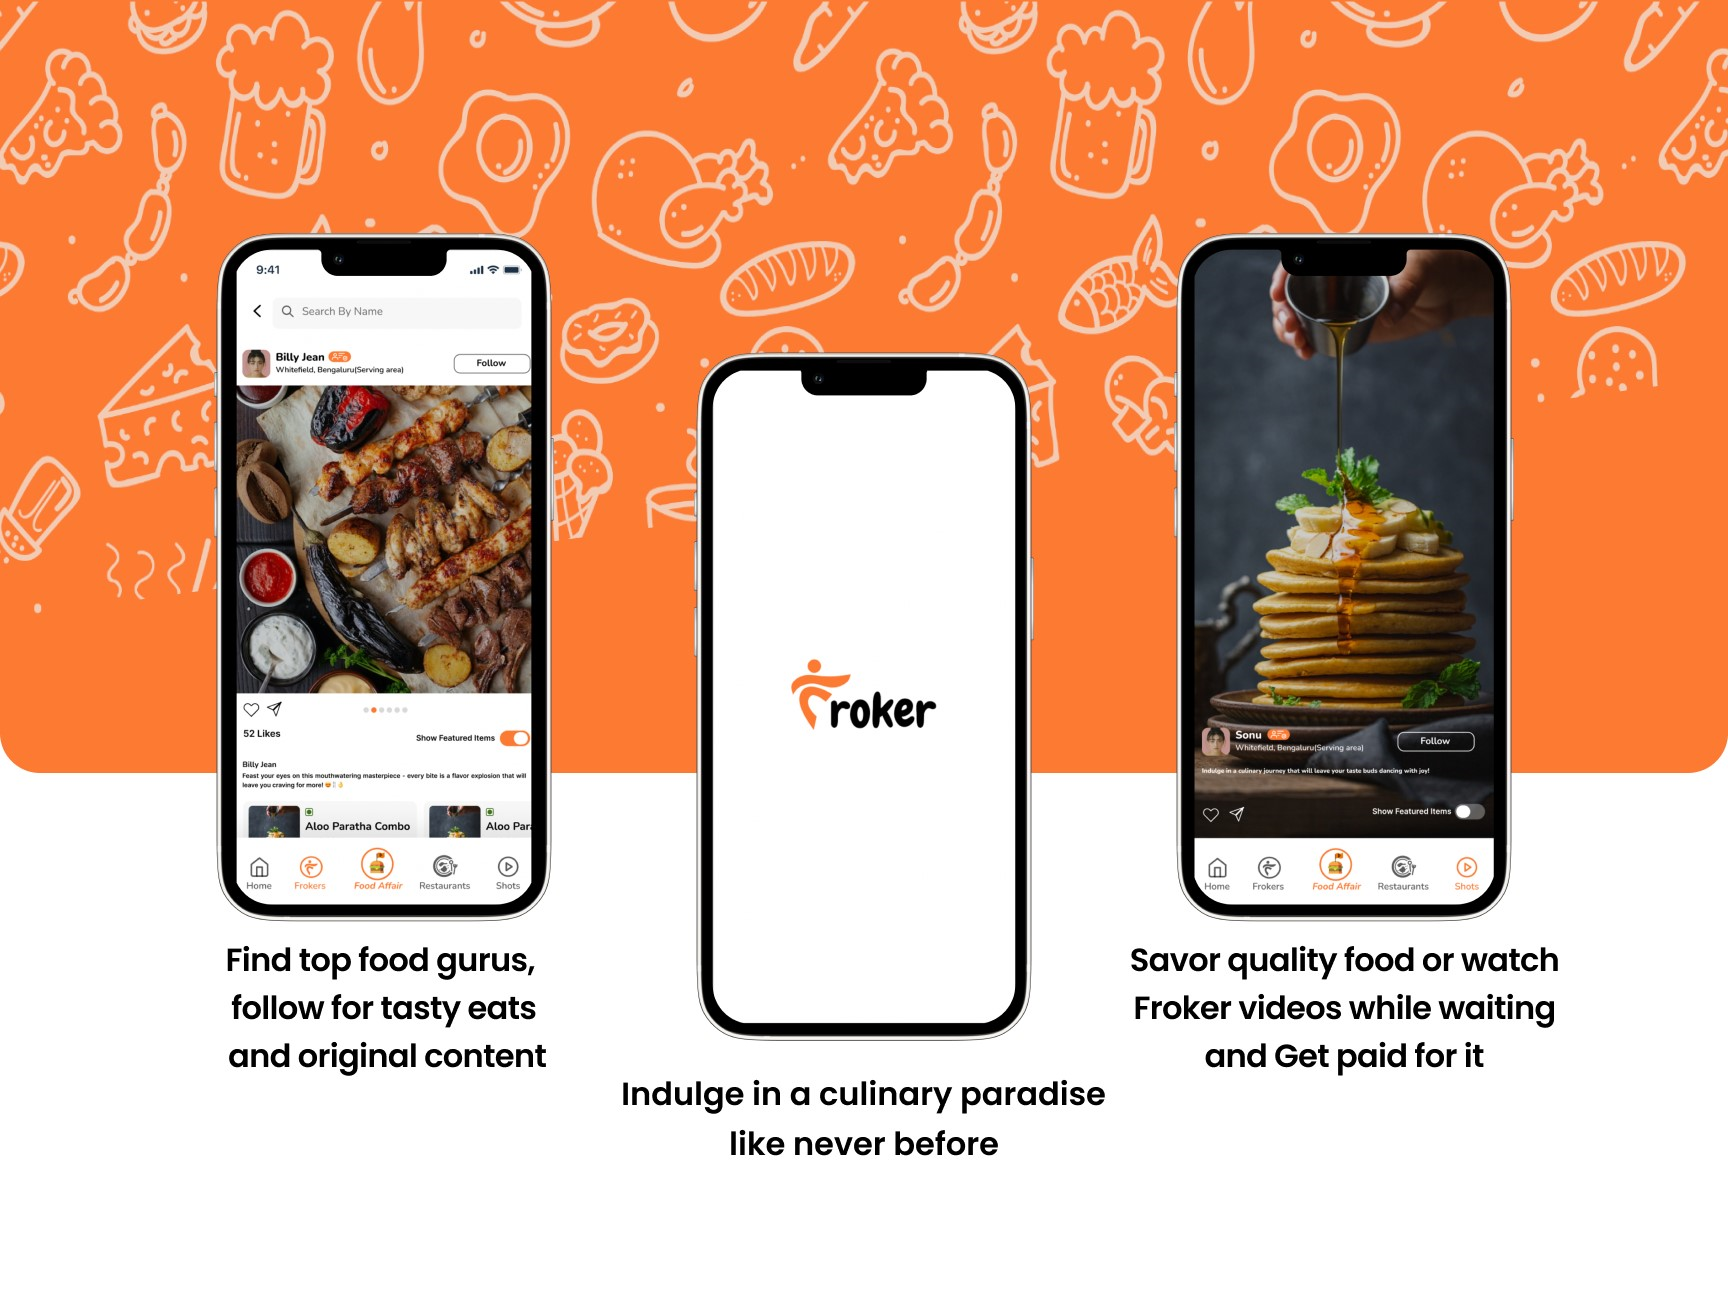 9:41
Search By Name
Billy Jean
Whitefield, Bengaluru(Serving area)
Follow
52 Likes
Show Featured Items
Billy Jean
Feast your eyes on this mouthwatering masterpiece - every bite is a flavor explosion that will
leave you craving for more!
Aloo Paratha Combo
Aloo Par
Home
Frokers
Food Affair
Restaurants
Shots
Find top food gurus,
follow for tasty eats
and original content
Froker
Indulge in a culinary paradise
like never before
Sonu
Whitefield, Bengaluru(Serving area)
Follow
Indulge in a culinary journey that will leave your taste buds dancing with joy!
Show Featured Items
Home
Frokers
Food Affair
Restaurants
Shots
Savor quality food or watch
Froker videos while waiting
and Get paid for it